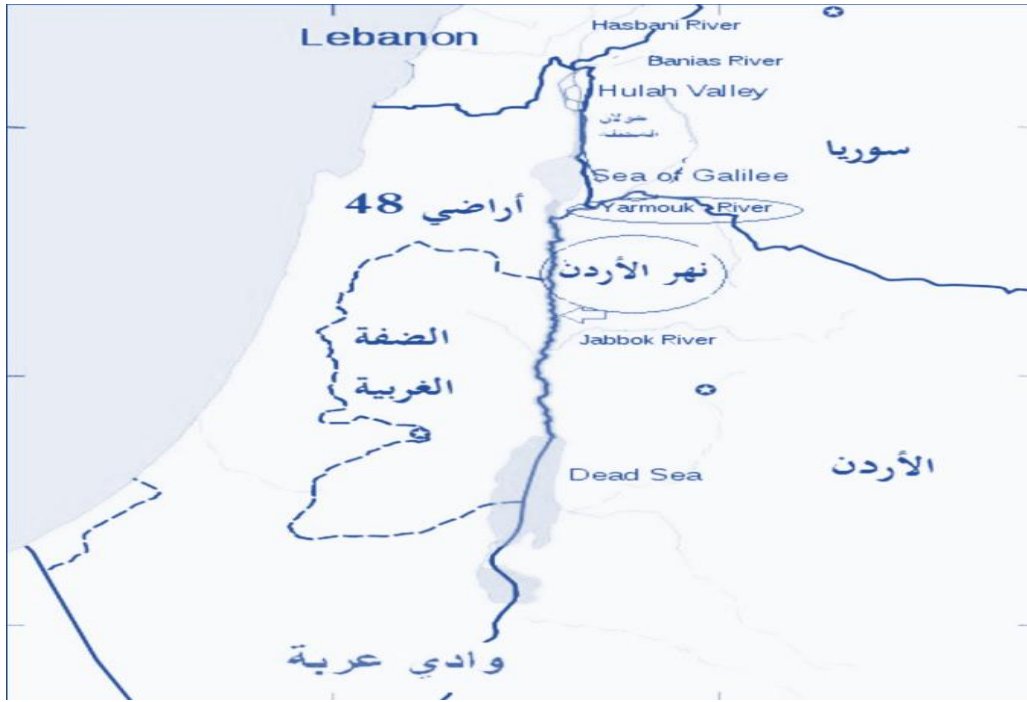 Hasbani River
Lebanon
Banias River
Hulah Valley
سوريا
Sea of Galilee
أراضي 48
Yarmouk River
نهر الأردن
الضفة
Jabbok River
الغربية
الأردن
Dead Sea
وادي عربة